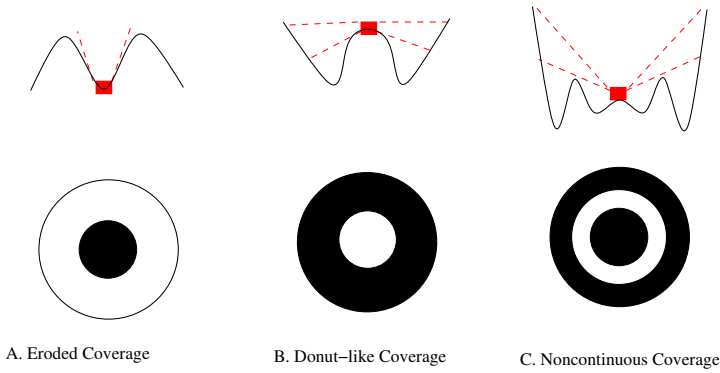 A. Eroded Coverage
B. Donut−like Coverage
C. Noncontinuous Coverage